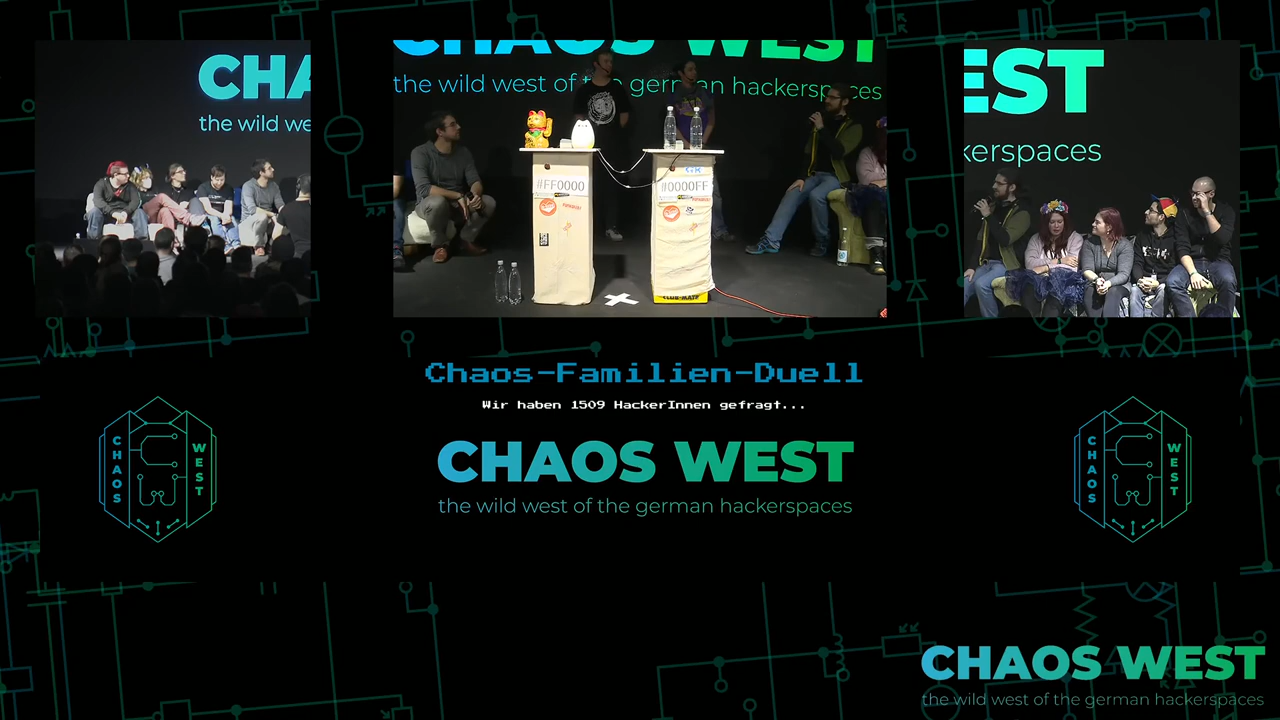 CHA
the wild we
CHAOS WEST
the wild west of the german hackerspaces
#FF0000
#0000FF
CLUB-MATE
EST
kerspaces
Chaos-Familien-Duell
Wir haben 1509 HackerInnen gefragt...
CHAOS
WEST
CHAOS WEST
the wild west of the german hackerspaces
CHAOS
WEST
CHAOS WEST
the wild west of the german hackerspaces